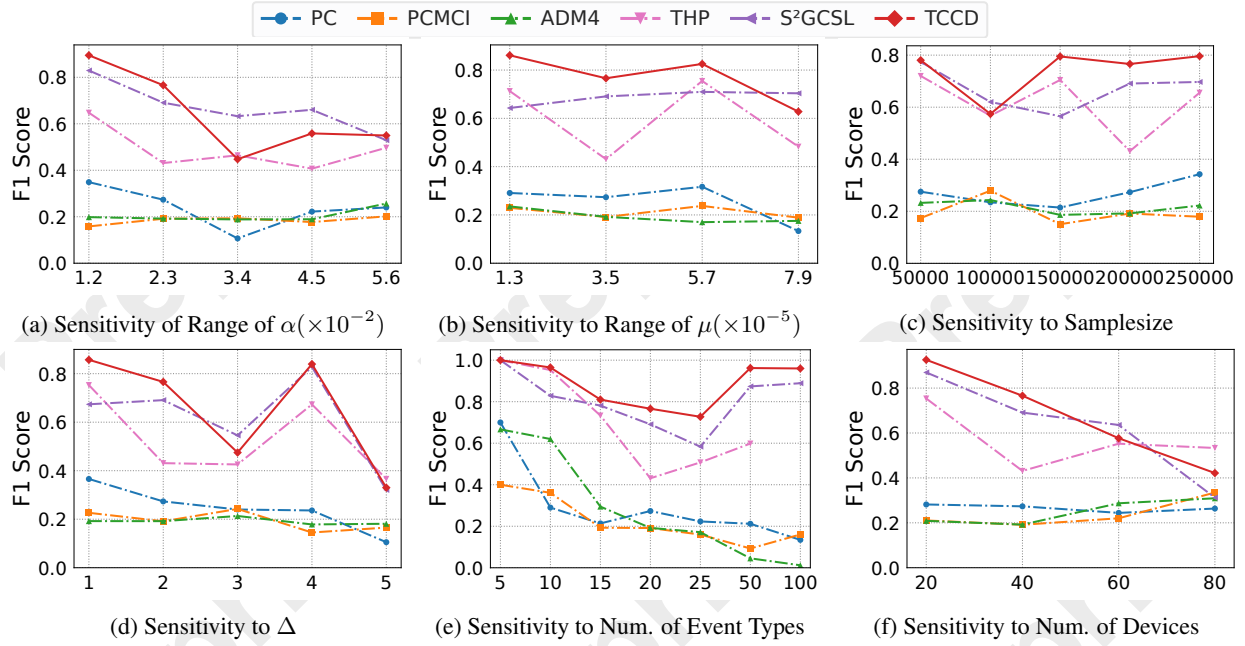 PC PCMCI ADM4 THP S²GCSL TCCD
F1 Score
0.8
0.6
0.4
0.2
0.0
1.2 2.3 3.4 4.5 5.6
(a) Sensitivity of Range of α(×10⁻²)
F1 Score
0.8
0.6
0.4
0.2
0.0
1.3 3.5 5.7 7.9
(b) Sensitivity to Range of μ(×10⁻⁵)
F1 Score
0.8
0.6
0.4
0.2
0.0
50000 100000 150000 200000 250000
(c) Sensitivity to Samplesize
F1 Score
0.8
0.6
0.4
0.2
0.0
1 2 3 4 5
(d) Sensitivity to Δ
F1 Score
1.0
0.8
0.6
0.4
0.2
0.0
5 10 15 20 25 50 100
(e) Sensitivity to Num. of Event Types
F1 Score
0.8
0.6
0.4
0.2
0.0
20 40 60 80
(f) Sensitivity to Num. of Devices